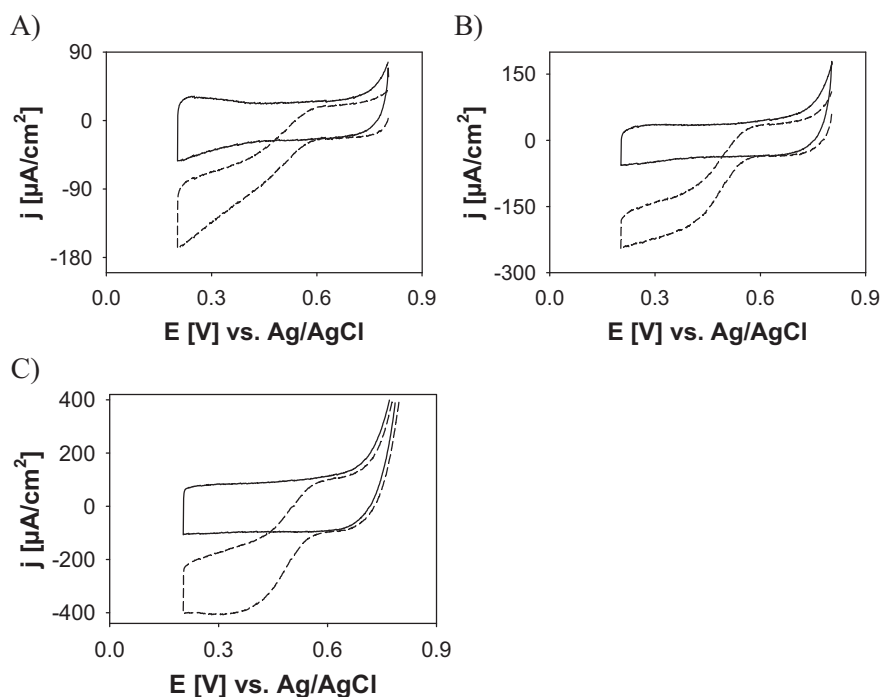 A)
90
0
-90
-180
j [µA/cm²]
0.0 0.3 0.6 0.9
E [V] vs. Ag/AgCl
B)
150
0
-150
-300
j [µA/cm²]
0.0 0.3 0.6 0.9
E [V] vs. Ag/AgCl
C)
400
200
0
-200
-400
j [µA/cm²]
0.0 0.3 0.6 0.9
E [V] vs. Ag/AgCl